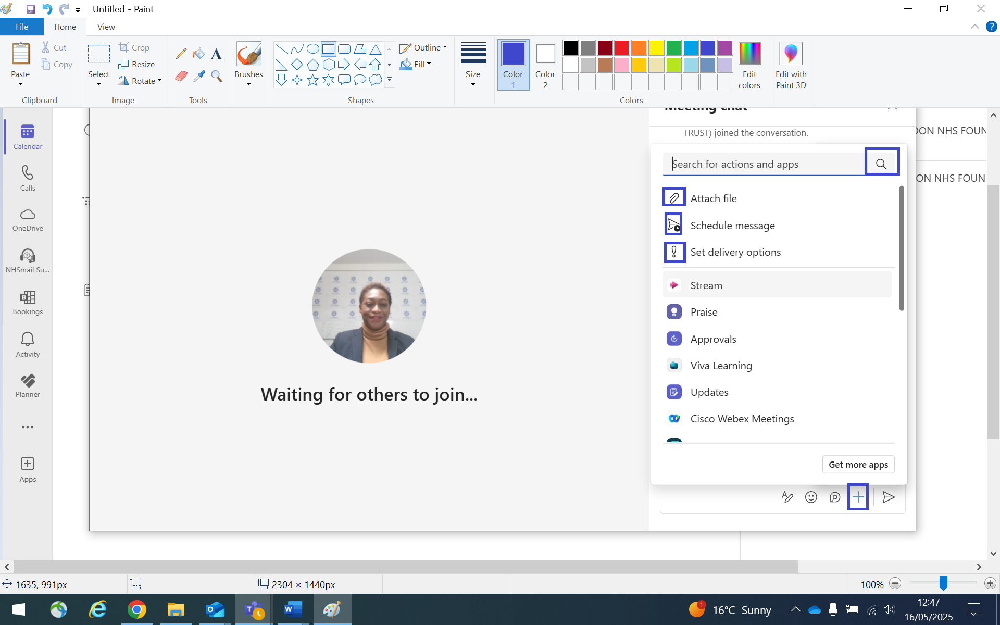 Untitled - Paint
File Home View
Paste
Cut
Copy
Clipboard
Select
Crop
Resize
Rotate
Image
Tools
Brushes
Shapes
Outline
Fill
Size
Color 1
Color 2
Colors
Edit colors
Edit with Paint 3D
Calendar
Calls
OneDrive
NHSmail Su...
Bookings
Activity
Planner
Apps
Waiting for others to join...
Meeting chat
TRUST) joined the conversation.
Search for actions and apps
Attach file
Schedule message
Set delivery options
Stream
Praise
Approvals
Viva Learning
Updates
Cisco Webex Meetings
Get more apps
DON NHS FOUN
ON NHS FOUN
1635, 991px
2304 × 1440px
100%
1
16°C Sunny
12:47
16/05/2025